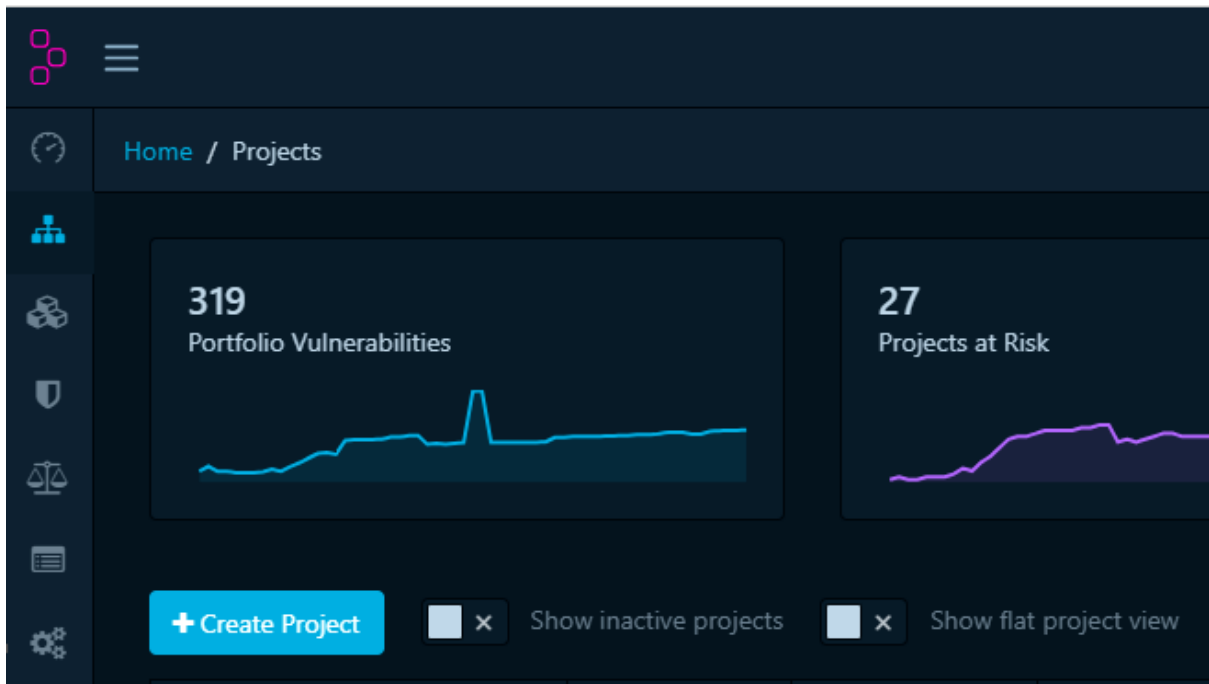 Home / Projects
319
Portfolio Vulnerabilities
27
Projects at Risk
Create Project
Show inactive projects
Show flat project view